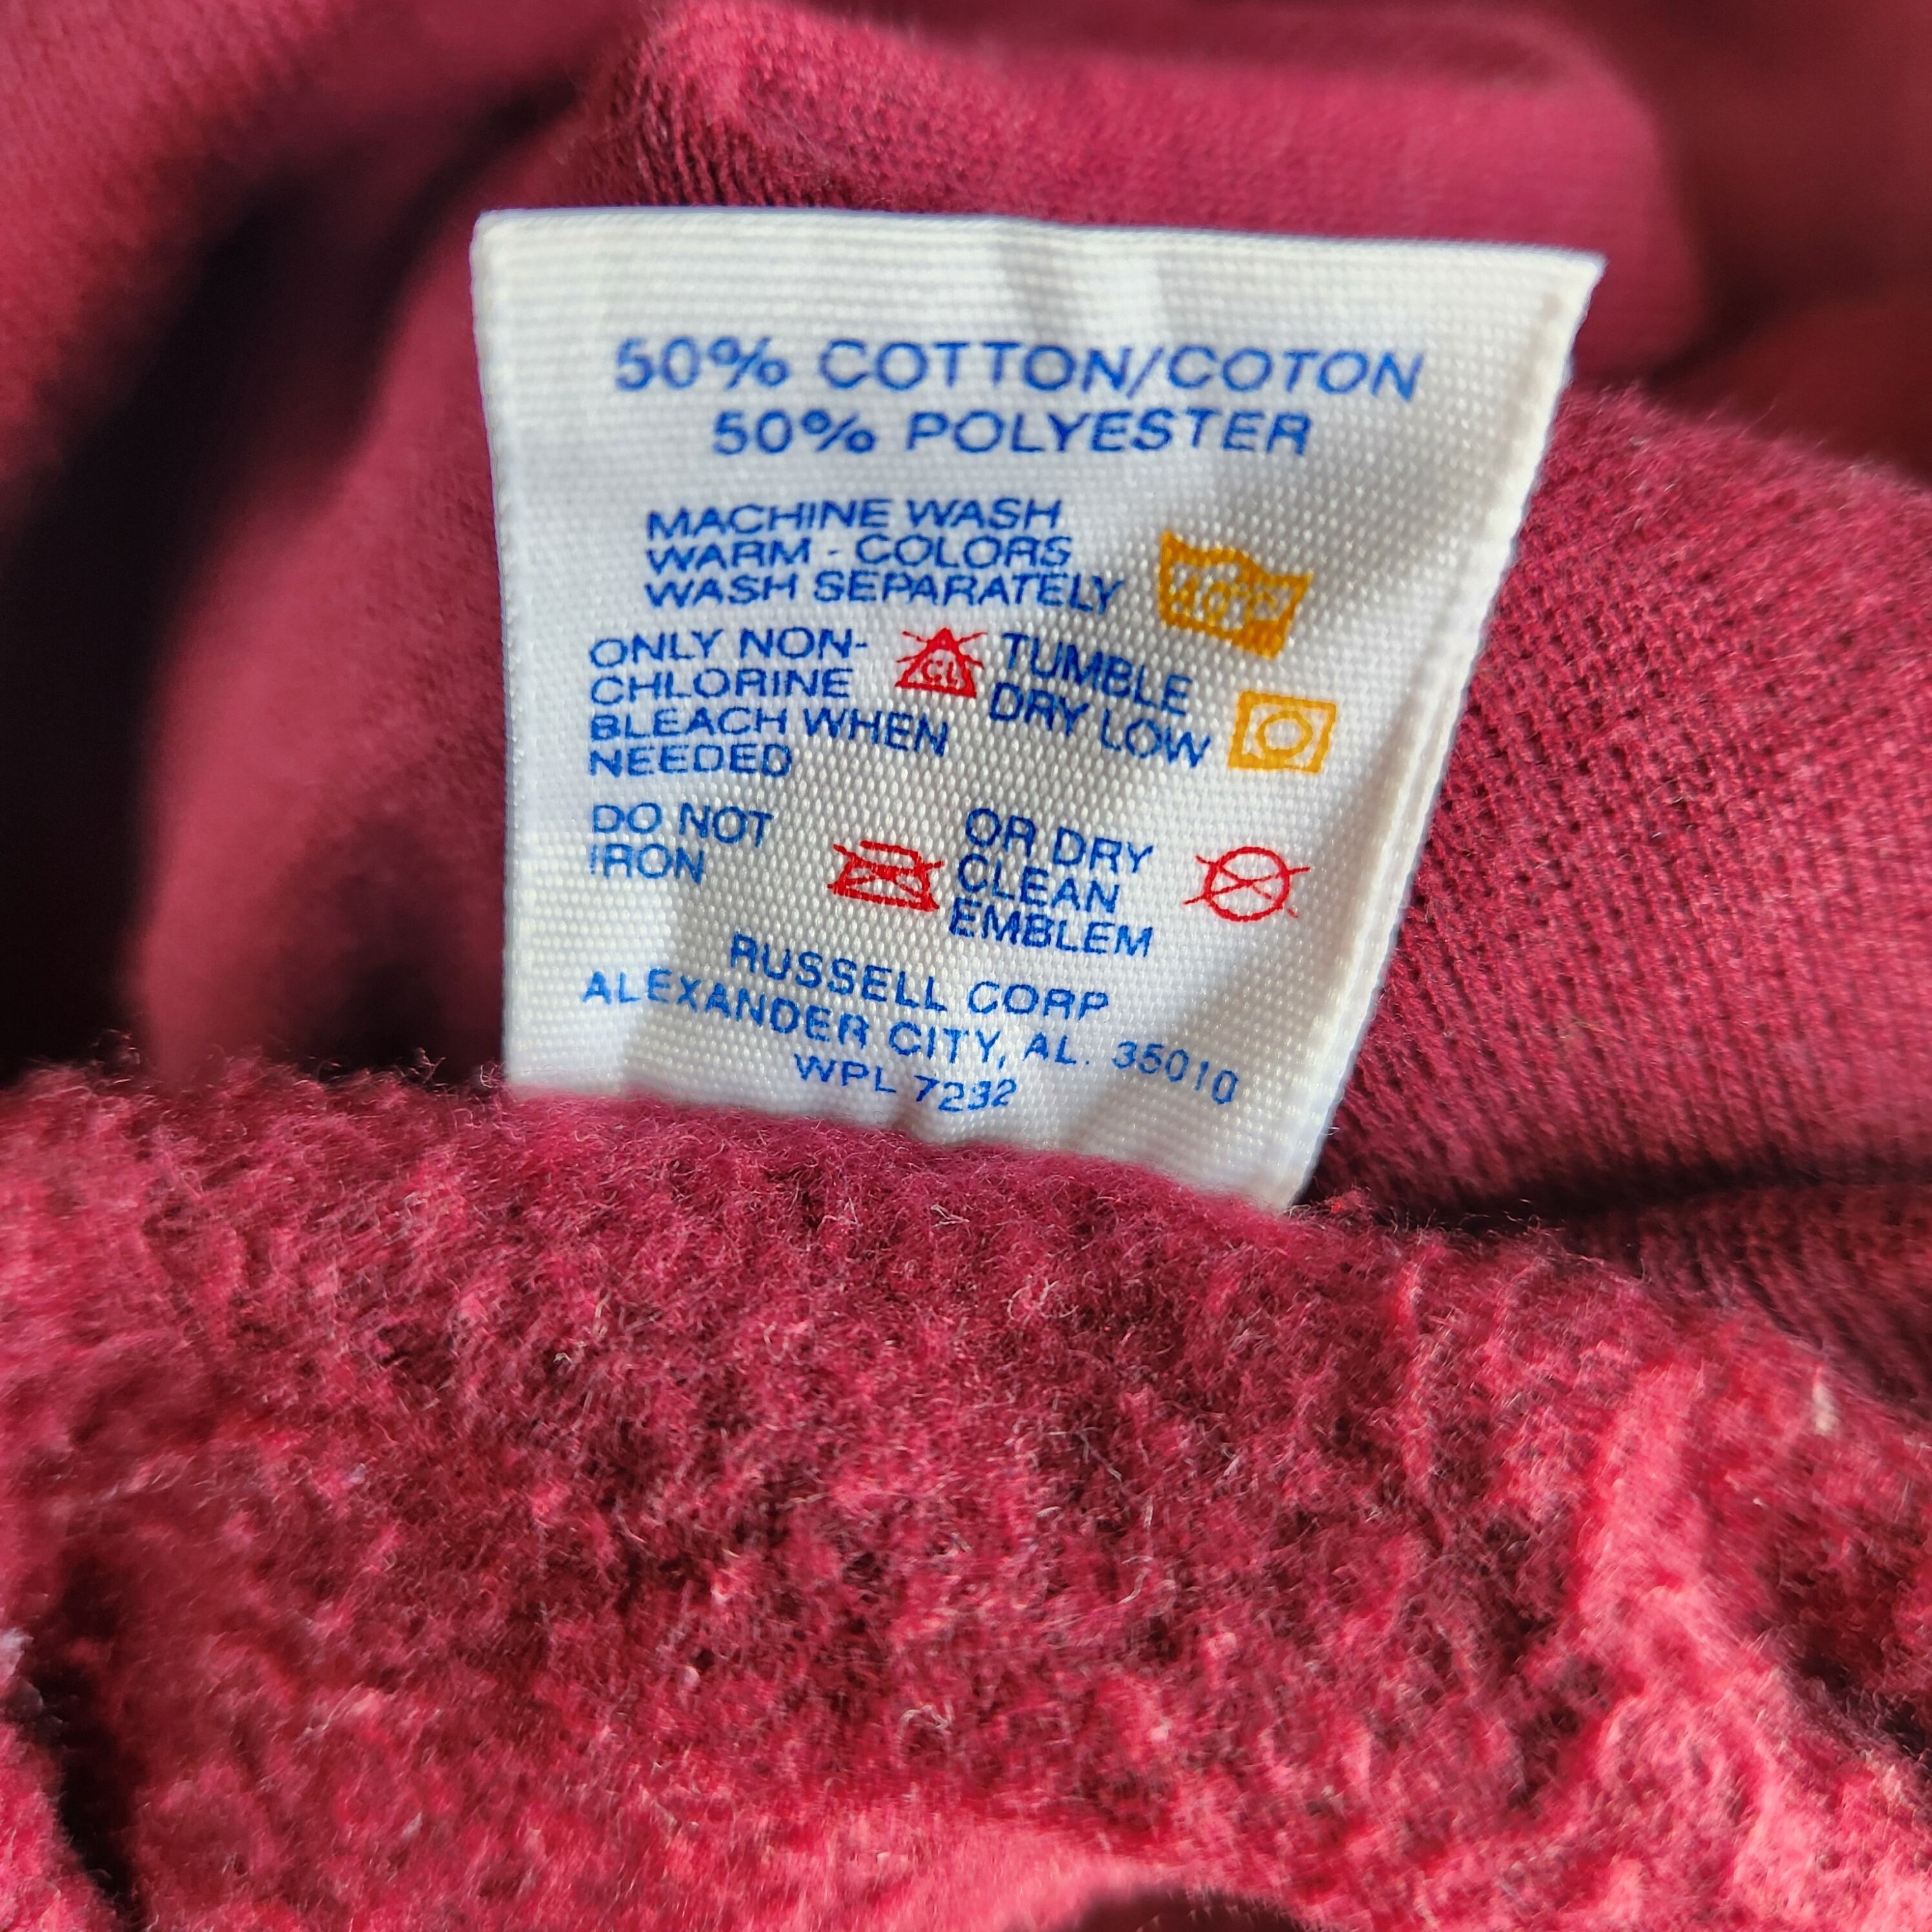 50% COTTON/COTON
50% POLYESTER
MACHINE WASH
WARM - COLORS
WASH SEPARATELY
40°C
ONLY NON-
CHLORINE
BLEACH WHEN
NEEDED
CL
TUMBLE
DRY LOW
DO NOT
IRON
OR DRY
CLEAN
EMBLEM
RUSSELL CORP
ALEXANDER CITY, AL. 35010
WPL 7232